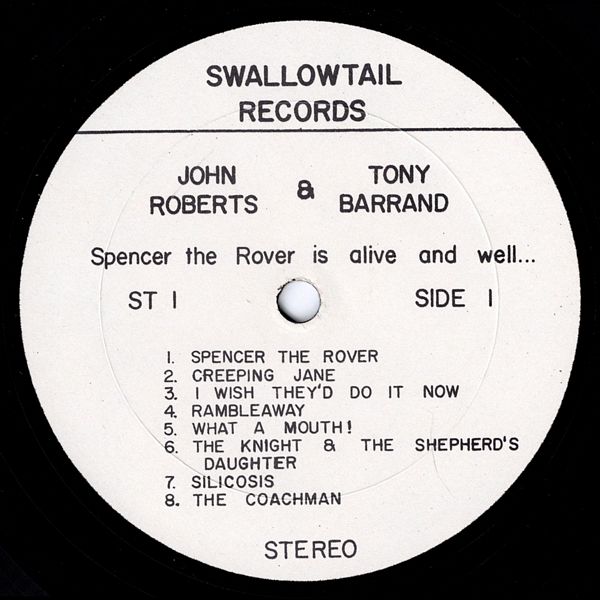 SWALLOWTAIL
RECORDS
JOHN
ROBERTS
&
TONY
BARRAND
Spencer the Rover is alive and well...
ST 1
SIDE 1
1. SPENCER THE ROVER
2. CREEPING JANE
3. I WISH THEY'D DO IT NOW
4. RAMBLEAWAY
5. WHAT A MOUTH!
6. THE KNIGHT & THE SHEPHERD'S
DAUGHTER
7. SILICOSIS
8. THE COACHMAN
STEREO